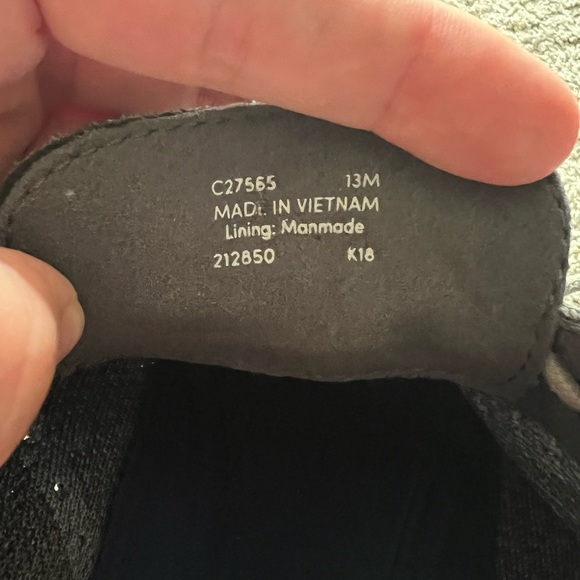 C27565 13M
MADE IN VIETNAM
Lining: Manmade
212850 K18